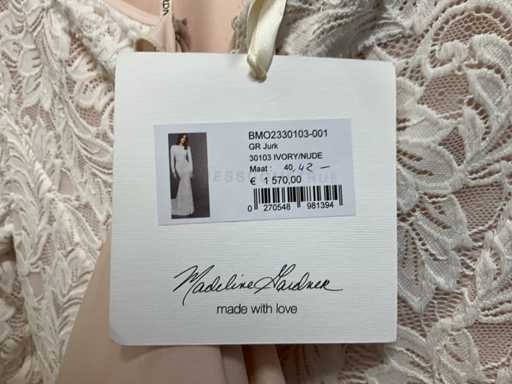 BMO2330103-001
GR Jurk
30103 IVORY/NUDE
Maat : 40, 42 —
€ 1 570,00
0 270548 981394
Madeline Gardner
made with love